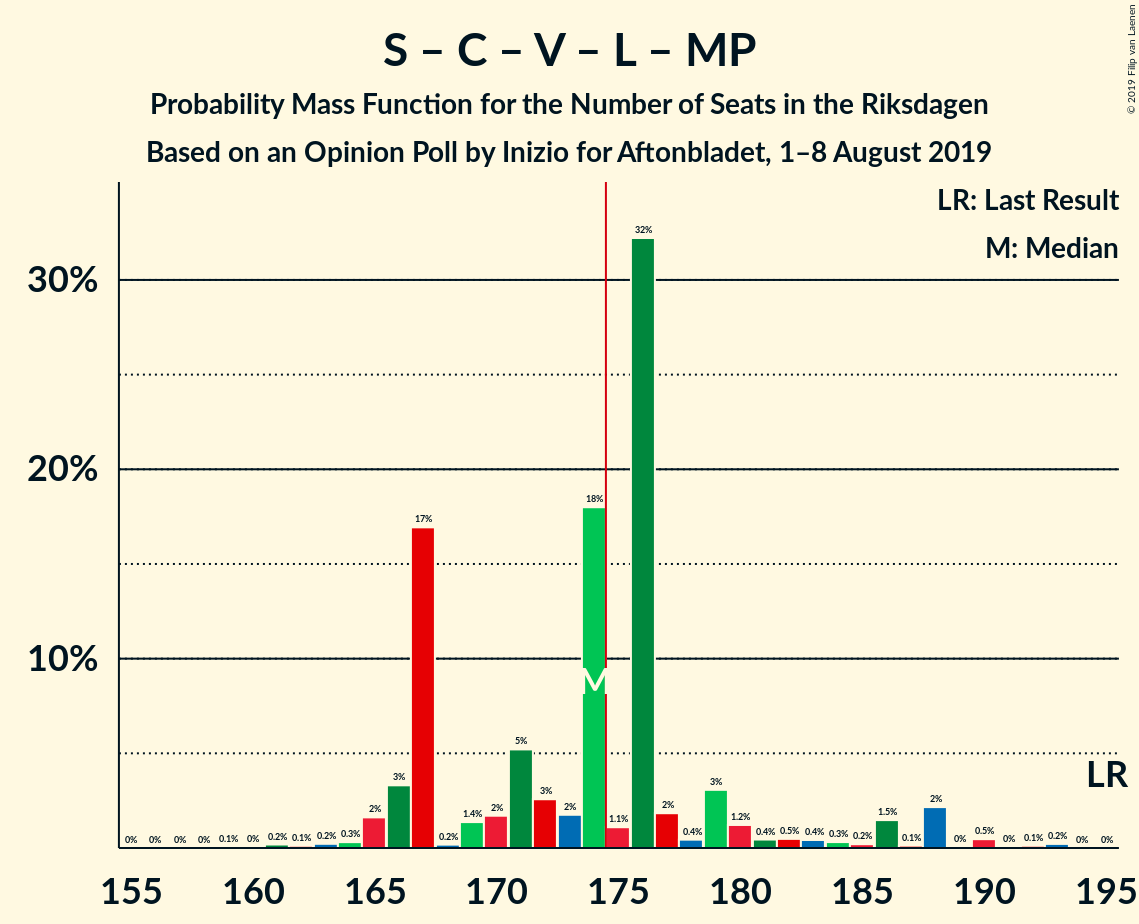 S – C – V – L – MP
Probability Mass Function for the Number of Seats in the Riksdagen
Based on an Opinion Poll by Inizio for Aftonbladet, 1–8 August 2019
© 2019 Filip van Laenen
LR: Last Result
M: Median
30%
20%
10%
0% 0% 0% 0% 0.1% 0% 0.2% 0.1% 0.2% 0.3% 2% 3% 17% 0.2% 1.4% 2% 5% 3% 2% 18% 1.1% 32% 2% 0.4% 3% 1.2% 0.4% 0.5% 0.4% 0.3% 0.2% 1.5% 0.1% 2% 0% 0.5% 0% 0.1% 0.2% 0% 0%
M
LR
155 160 165 170 175 180 185 190 195